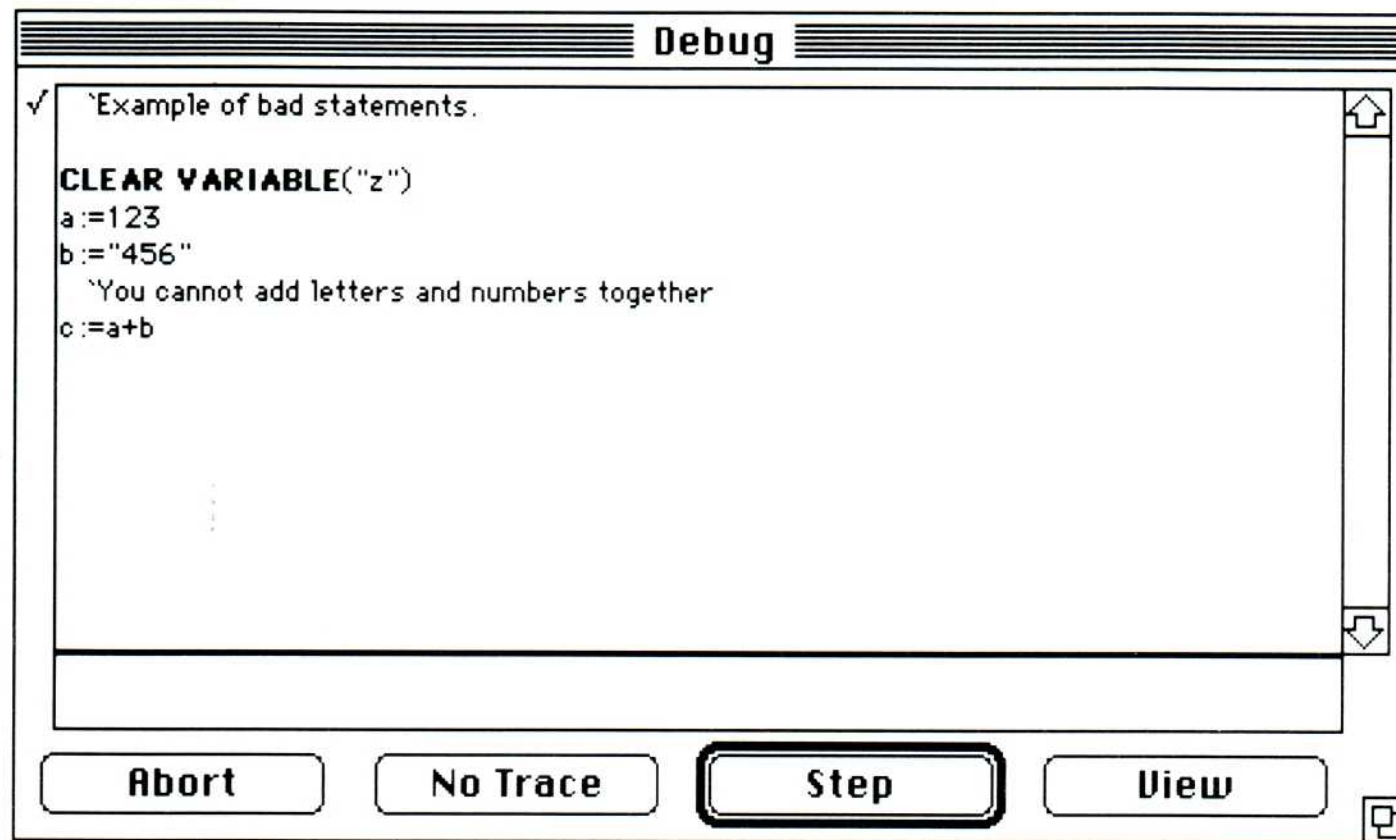 Debug
√ `Example of bad statements.
CLEAR VARIABLE("z")
a:=123
b:="456"
`You cannot add letters and numbers together
c:=a+b
Abort
No Trace
Step
View